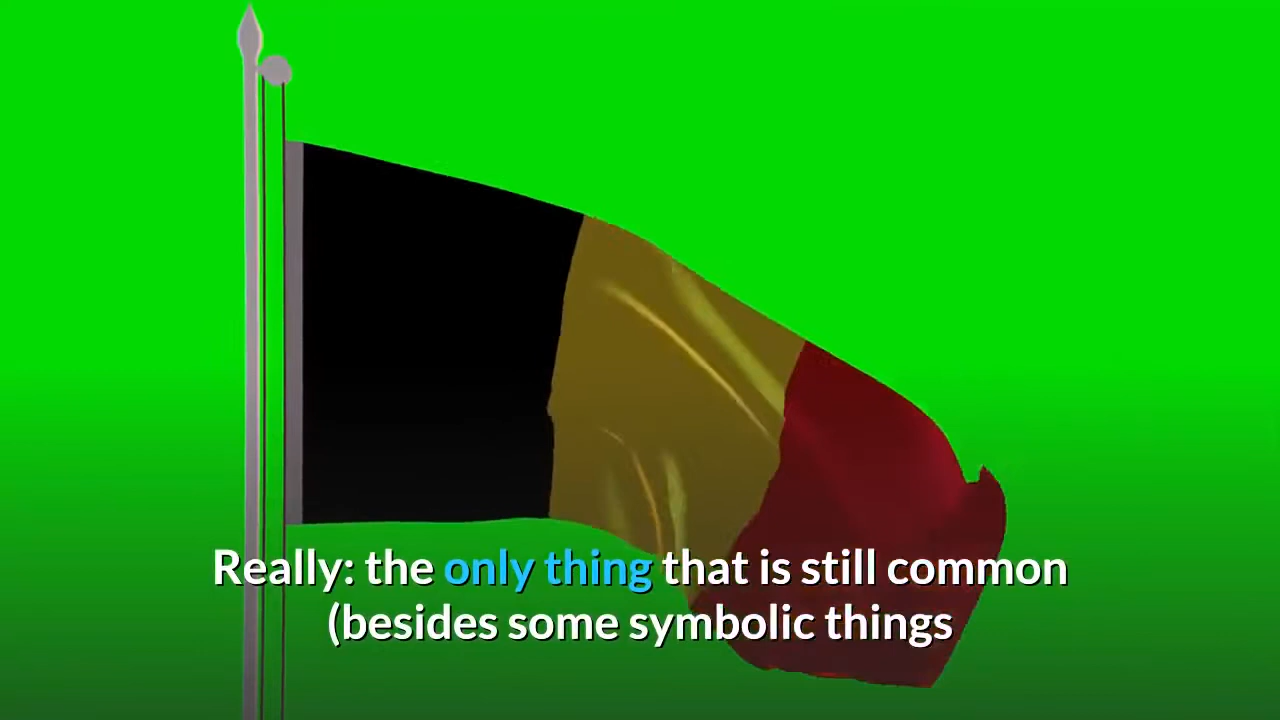 Really: the only thing that is still common
(besides some symbolic things